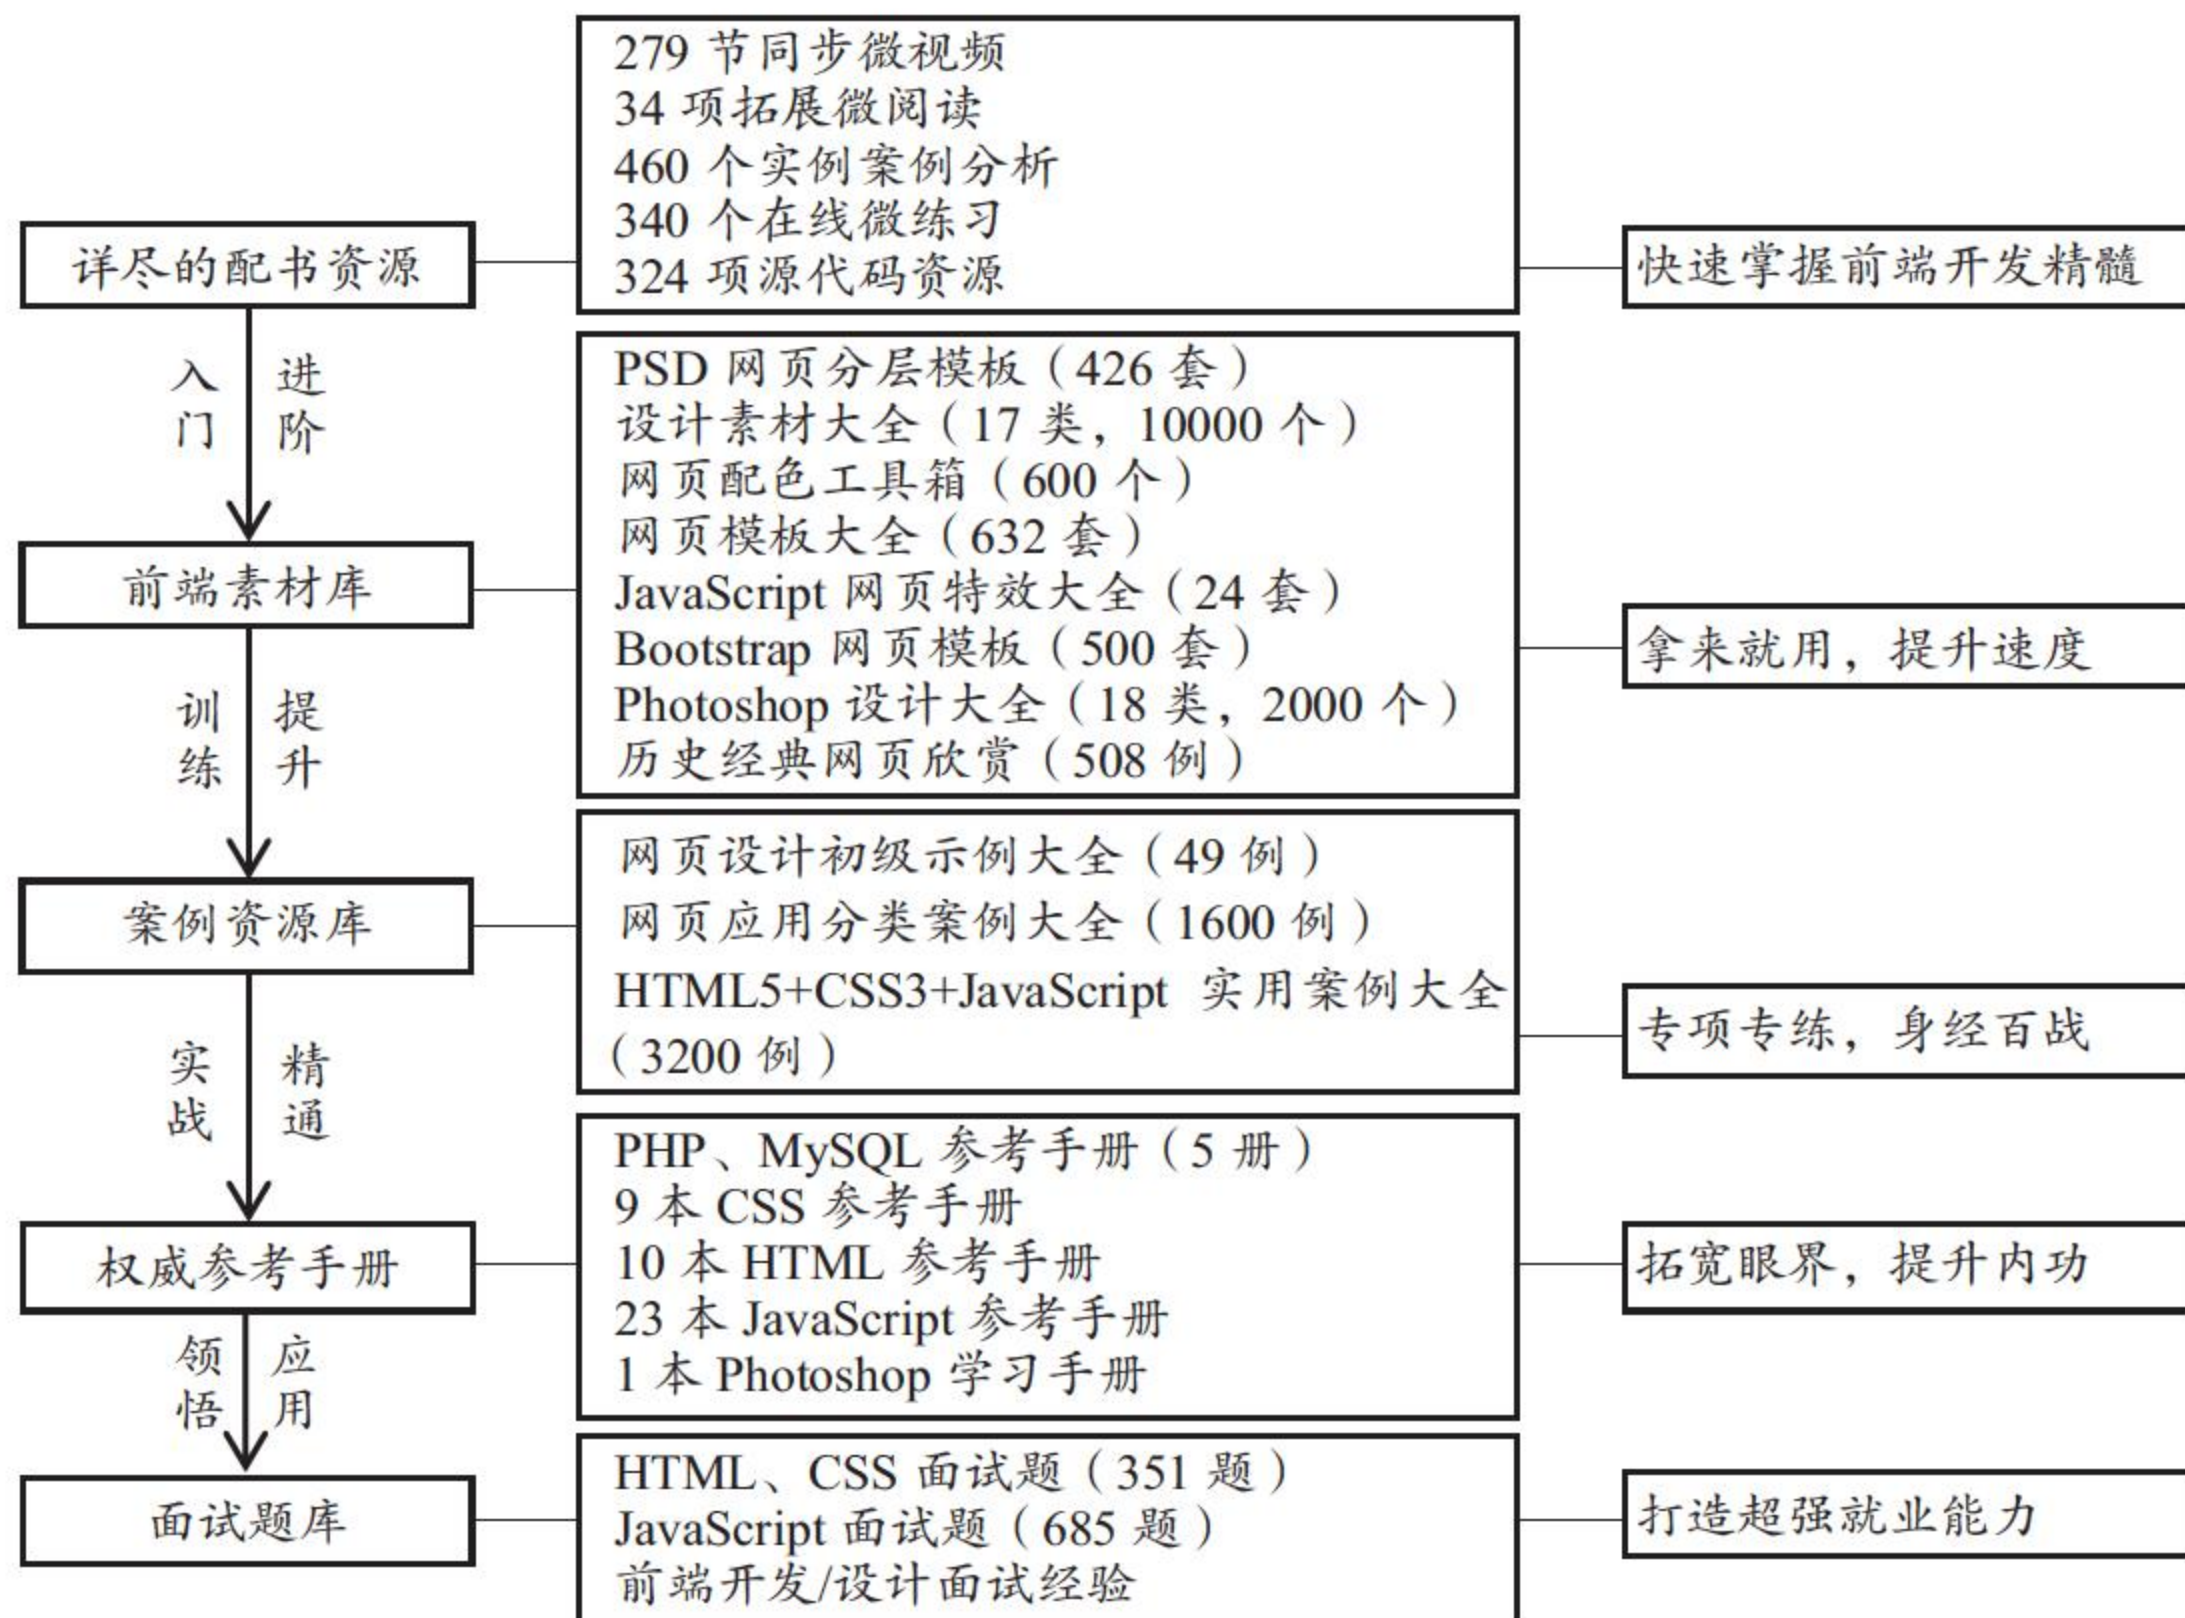 详尽的配书资源
279 节同步微视频
34 项拓展微阅读
460 个实例案例分析
340 个在线微练习
324 项源代码资源
快速掌握前端开发精髓
入门
进阶
前端素材库
PSD 网页分层模板（426 套）
设计素材大全（17 类，10000 个）
网页配色工具箱（600 个）
网页模板大全（632 套）
JavaScript 网页特效大全（24 套）
Bootstrap 网页模板（500 套）
Photoshop 设计大全（18 类，2000 个）
历史经典网页欣赏（508 例）
拿来就用，提升速度
训练
提升
案例资源库
网页设计初级示例大全（49 例）
网页应用分类案例大全（1600 例）
HTML5+CSS3+JavaScript 实用案例大全
（3200 例）
专项专练，身经百战
实战
精通
权威参考手册
PHP、MySQL 参考手册（5 册）
9 本 CSS 参考手册
10 本 HTML 参考手册
23 本 JavaScript 参考手册
1 本 Photoshop 学习手册
拓宽眼界，提升内功
领悟
应用
面试题库
HTML、CSS 面试题（351 题）
JavaScript 面试题（685 题）
前端开发/设计面试经验
打造超强就业能力